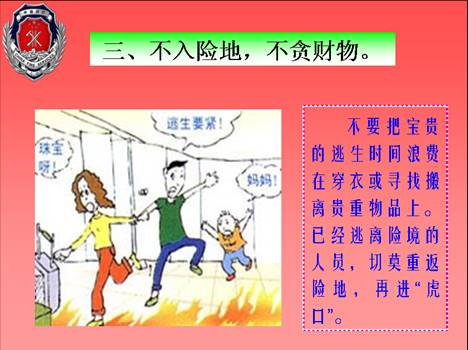 三、不入险地，不贪财物。
逃生要紧！
珠宝
呀！
妈妈！
不要把宝贵
的逃生时间浪费
在穿衣或寻找搬
离贵重物品上。
已经逃离险境的
人员，切莫重返
险地，再进“虎
口”。